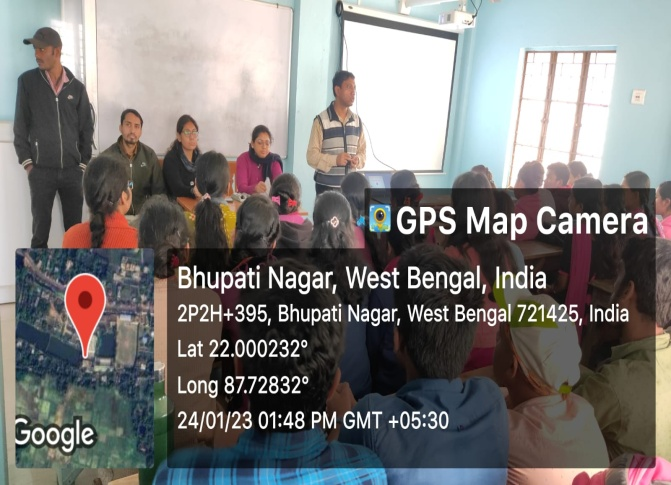 GPS Map Camera
Bhupati Nagar, West Bengal, India
2P2H+395, Bhupati Nagar, West Bengal 721425, India
Lat 22.000232°
Long 87.72832°
24/01/23 01:48 PM GMT +05:30
Google